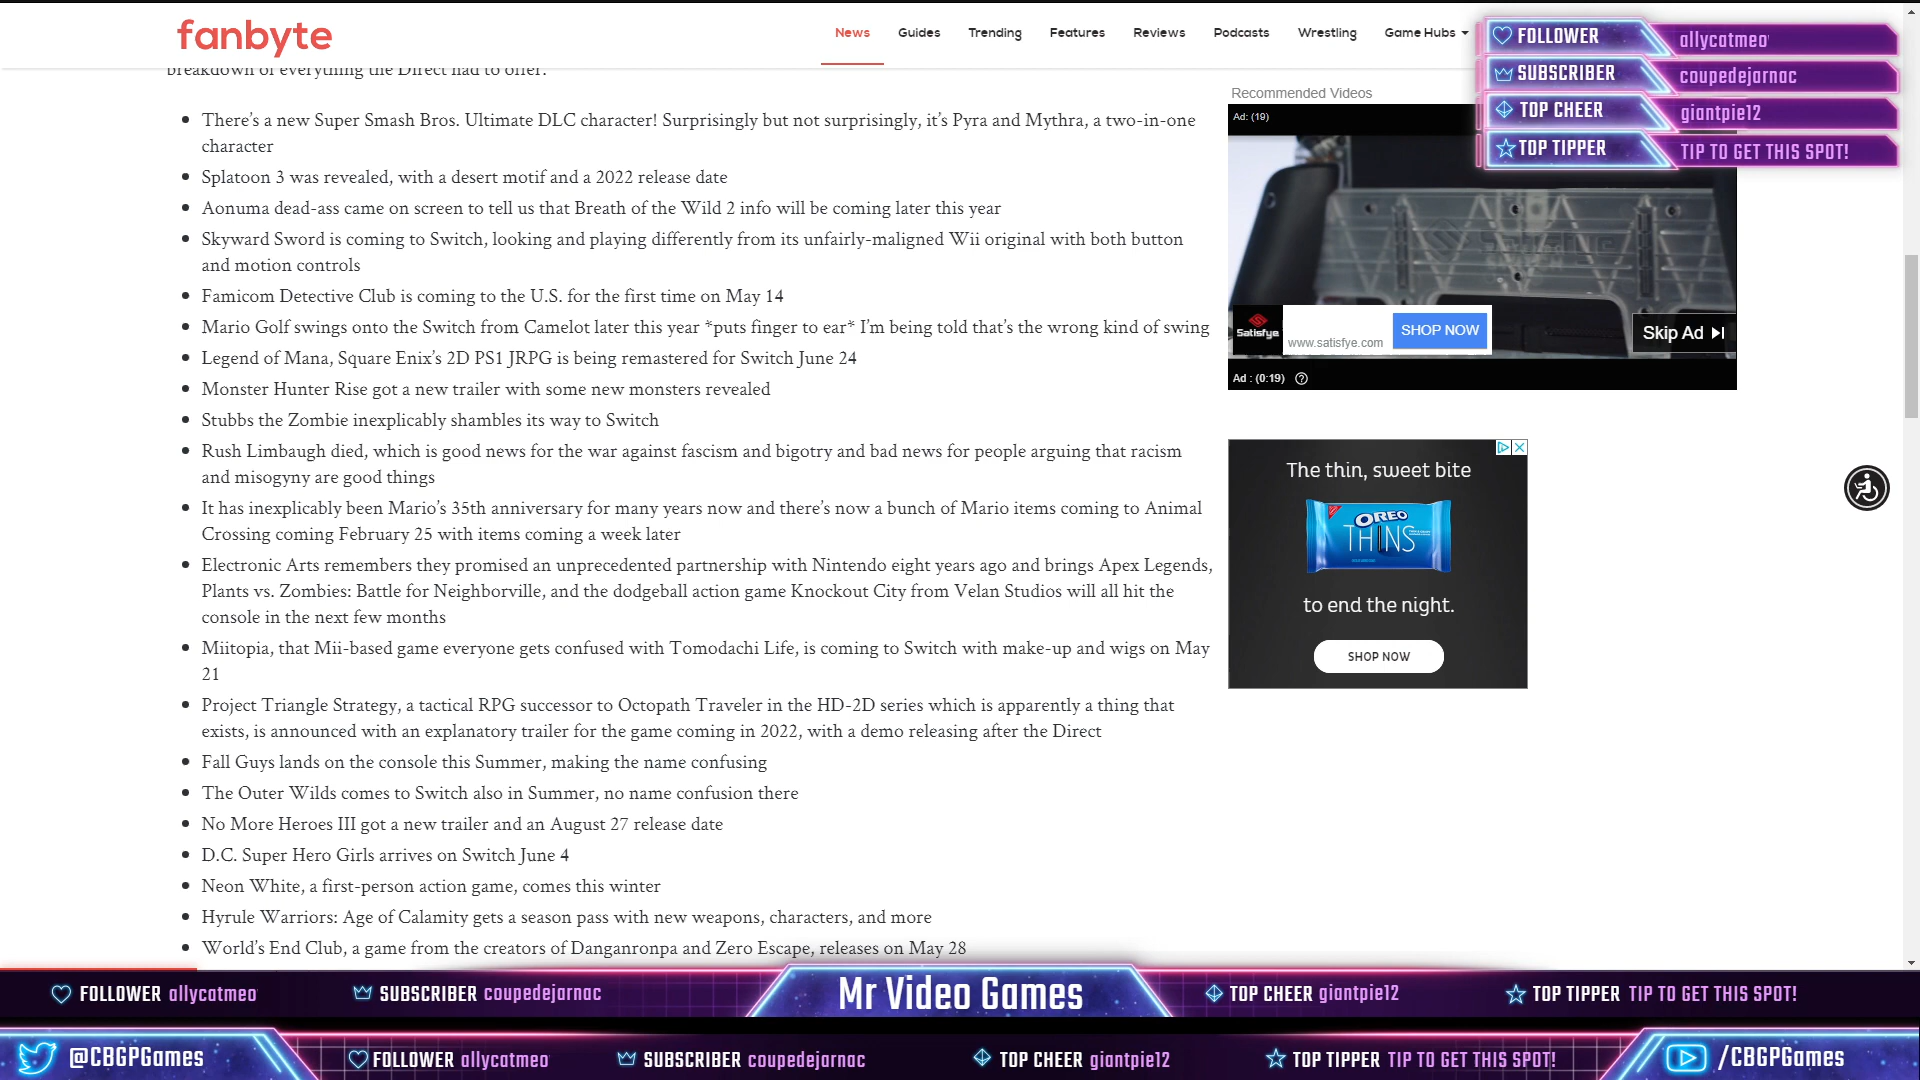 fanbyte
News Guides Trending Features Reviews Podcasts Wrestling Game Hubs
FOLLOWER allycatmeo
SUBSCRIBER coupedejarnac
TOP CHEER giantpie12
TOP TIPPER TIP TO GET THIS SPOT!
breakdown of everything the Direct had to offer:
There’s a new Super Smash Bros. Ultimate DLC character! Surprisingly but not surprisingly, it’s Pyra and Mythra, a two-in-one
character
Splatoon 3 was revealed, with a desert motif and a 2022 release date
Aonuma dead-ass came on screen to tell us that Breath of the Wild 2 info will be coming later this year
Skyward Sword is coming to Switch, looking and playing differently from its unfairly-maligned Wii original with both button
and motion controls
Famicom Detective Club is coming to the U.S. for the first time on May 14
Mario Golf swings onto the Switch from Camelot later this year *puts finger to ear* I’m being told that’s the wrong kind of swing
Legend of Mana, Square Enix’s 2D PS1 JRPG is being remastered for Switch June 24
Monster Hunter Rise got a new trailer with some new monsters revealed
Stubbs the Zombie inexplicably shambles its way to Switch
Rush Limbaugh died, which is good news for the war against fascism and bigotry and bad news for people arguing that racism
and misogyny are good things
It has inexplicably been Mario’s 35th anniversary for many years now and there’s now a bunch of Mario items coming to Animal
Crossing coming February 25 with items coming a week later
Electronic Arts remembers they promised an unprecedented partnership with Nintendo eight years ago and brings Apex Legends,
Plants vs. Zombies: Battle for Neighborville, and the dodgeball action game Knockout City from Velan Studios will all hit the
console in the next few months
Miitopia, that Mii-based game everyone gets confused with Tomodachi Life, is coming to Switch with make-up and wigs on May
21
Project Triangle Strategy, a tactical RPG successor to Octopath Traveler in the HD-2D series which is apparently a thing that
exists, is announced with an explanatory trailer for the game coming in 2022, with a demo releasing after the Direct
Fall Guys lands on the console this Summer, making the name confusing
The Outer Wilds comes to Switch also in Summer, no name confusion there
No More Heroes III got a new trailer and an August 27 release date
D.C. Super Hero Girls arrives on Switch June 4
Neon White, a first-person action game, comes this winter
Hyrule Warriors: Age of Calamity gets a season pass with new weapons, characters, and more
World’s End Club, a game from the creators of Danganronpa and Zero Escape, releases on May 28
Recommended Videos
Ad: (19)
Satisfye
www.satisfye.com
SHOP NOW
Skip Ad
Ad : (0:19)
The thin, sweet bite
OREO
THINS
to end the night.
SHOP NOW
FOLLOWER allycatmeo SUBSCRIBER coupedejarnac Mr Video Games TOP CHEER giantpie12 TOP TIPPER TIP TO GET THIS SPOT!
@CBGPGames FOLLOWER allycatmeo SUBSCRIBER coupedejarnac TOP CHEER giantpie12 TOP TIPPER TIP TO GET THIS SPOT! /CBGPGames